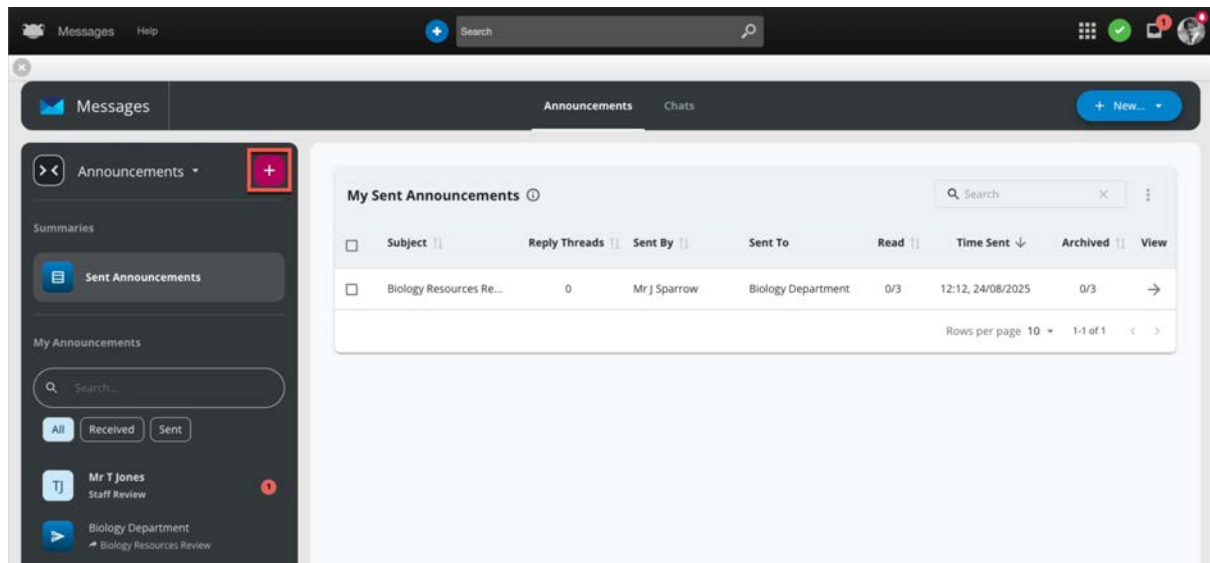 Messages Help Search 1
Messages Announcements Chats + New...
Announcements +
Summaries
Sent Announcements
My Announcements
Search...
All Received Sent
TJ Mr T Jones 1
Staff Review
Biology Department
Biology Resources Review
My Sent Announcements Search
Subject Reply Threads Sent By Sent To Read Time Sent Archived View
Biology Resources Re... 0 Mr J Sparrow Biology Department 0/3 12:12, 24/08/2025 0/3
Rows per page 10 1-1 of 1